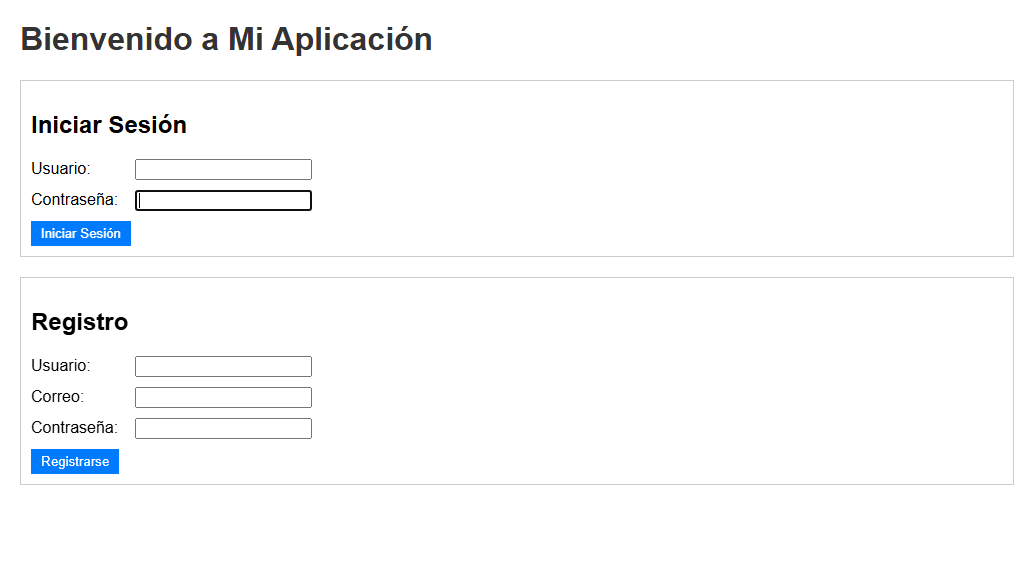 Bienvenido a Mi Aplicación
Iniciar Sesión
Usuario:
Contraseña:
Iniciar Sesión
Registro
Usuario:
Correo:
Contraseña:
Registrarse